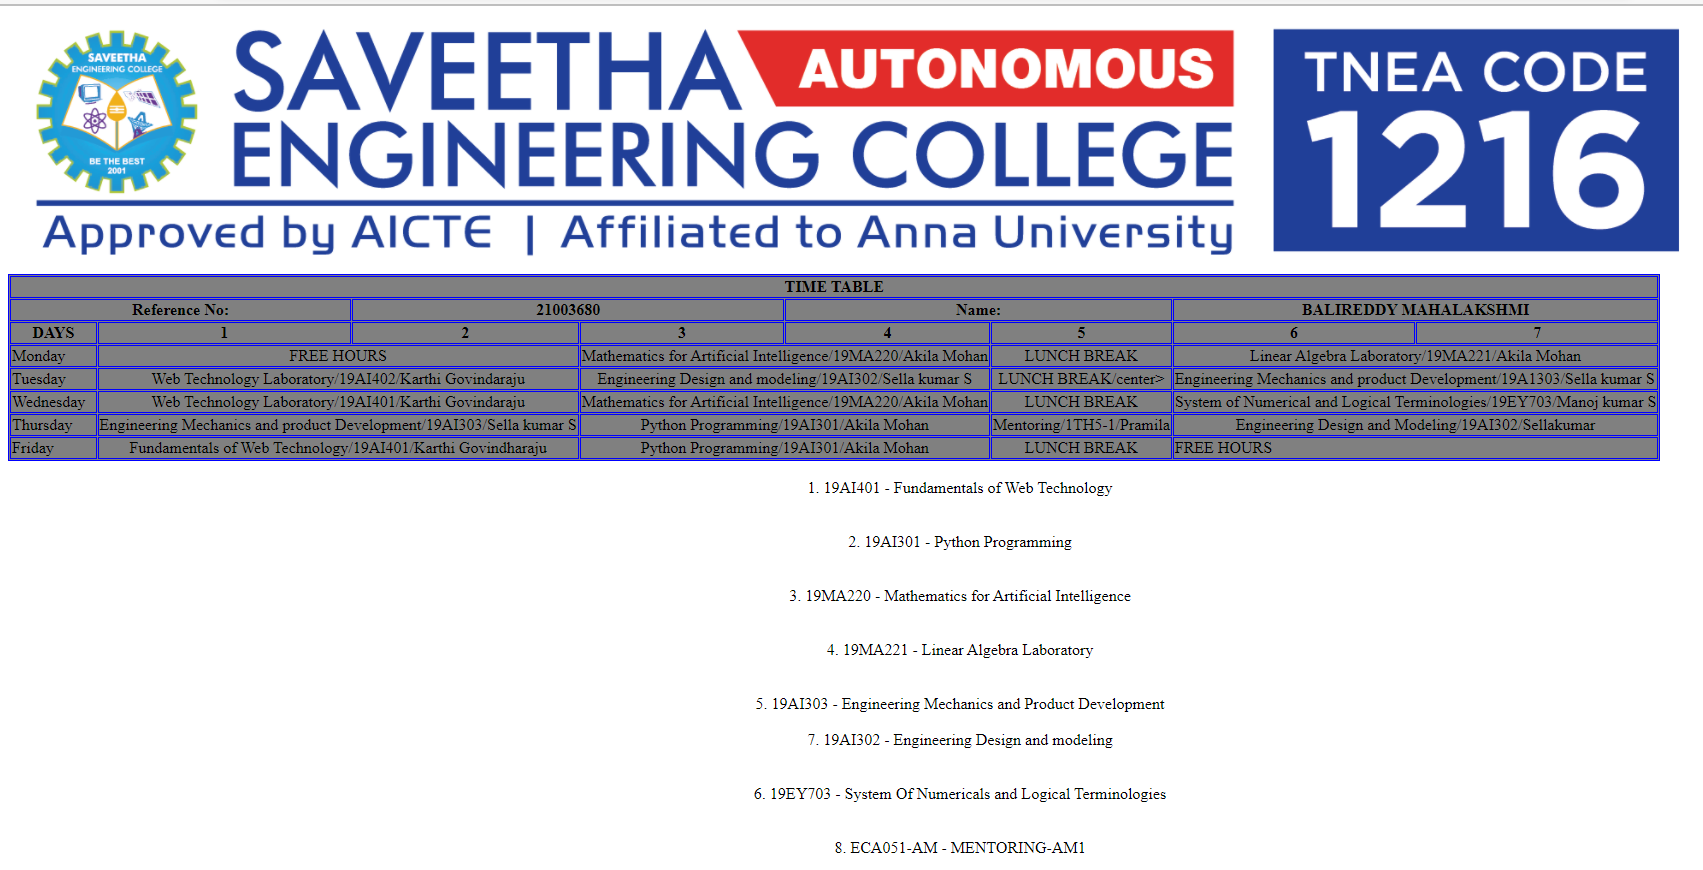 SAVEETHA
ENGINEERING COLLEGE
BE THE BEST
2001
SAVEETHA AUTONOMOUS
ENGINEERING COLLEGE
Approved by AICTE | Affiliated to Anna University
TNEA CODE
1216
TIME TABLE
Reference No: 21003680 Name: BALIREDDY MAHALAKSHMI
DAYS 1 2 3 4 5 6 7
Monday FREE HOURS Mathematics for Artificial Intelligence/19MA220/Akila Mohan LUNCH BREAK Linear Algebra Laboratory/19MA221/Akila Mohan
Tuesday Web Technology Laboratory/19AI402/Karthi Govindaraju Engineering Design and modeling/19AI302/Sella kumar S LUNCH BREAK/center> Engineering Mechanics and product Development/19A1303/Sella kumar S
Wednesday Web Technology Laboratory/19AI401/Karthi Govindaraju Mathematics for Artificial Intelligence/19MA220/Akila Mohan LUNCH BREAK System of Numerical and Logical Terminologies/19EY703/Manoj kumar S
Thursday Engineering Mechanics and product Development/19AI303/Sella kumar S Python Programming/19AI301/Akila Mohan Mentoring/1TH5-1/Pramila Engineering Design and Modeling/19AI302/Sellakumar
Friday Fundamentals of Web Technology/19AI401/Karthi Govindharaju Python Programming/19AI301/Akila Mohan LUNCH BREAK FREE HOURS
1. 19AI401 - Fundamentals of Web Technology
2. 19AI301 - Python Programming
3. 19MA220 - Mathematics for Artificial Intelligence
4. 19MA221 - Linear Algebra Laboratory
5. 19AI303 - Engineering Mechanics and Product Development
7. 19AI302 - Engineering Design and modeling
6. 19EY703 - System Of Numericals and Logical Terminologies
8. ECA051-AM - MENTORING-AM1